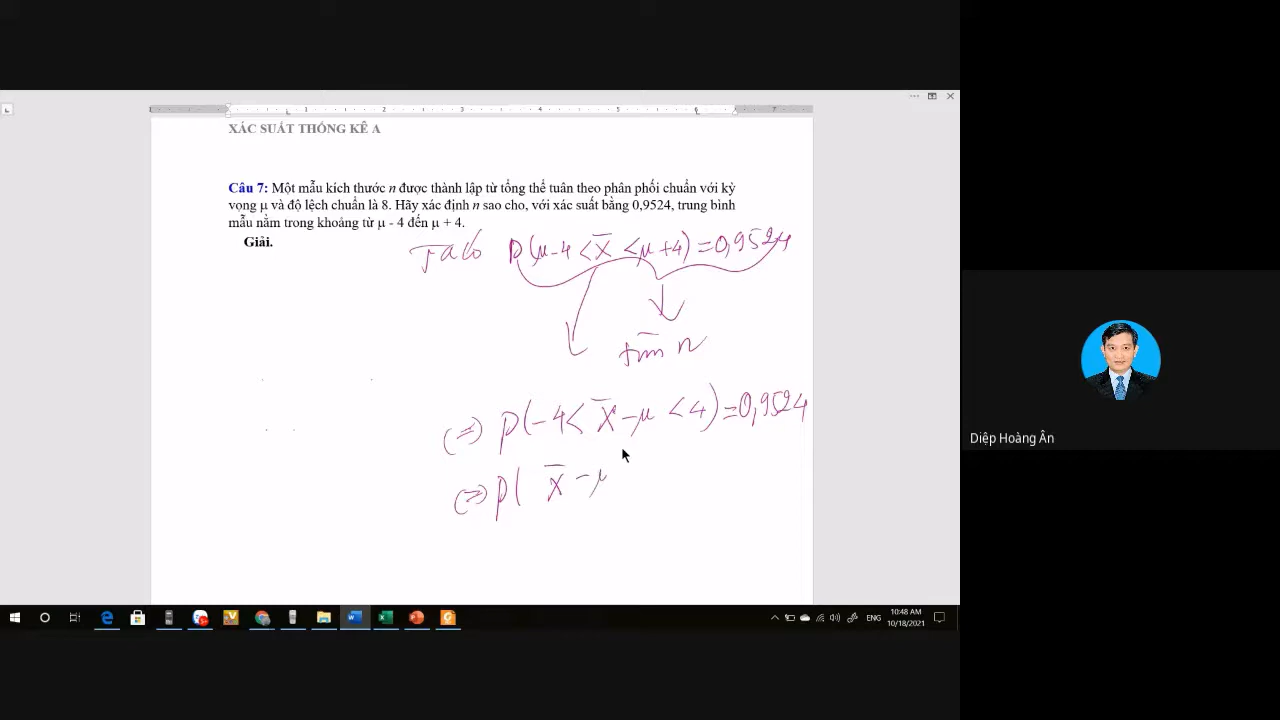 XÁC SUẤT THỐNG KÊ A
Câu 7: Một mẫu kích thước n được thành lập từ tổng thể tuân theo phân phối chuẩn với kỳ
vọng μ và độ lệch chuẩn là 8. Hãy xác định n sao cho, với xác suất bằng 0,9524, trung bình
mẫu nằm trong khoảng từ μ - 4 đến μ + 4.
Giải.
Ta có P(μ-4 < X̄ < μ+4) = 0,9524
tìm n
(=) P(-4 < X̄ - μ < 4) = 0,9524
(=) P( X̄ - μ
Diệp Hoàng Ân
ENG
10:48 AM
10/18/2021